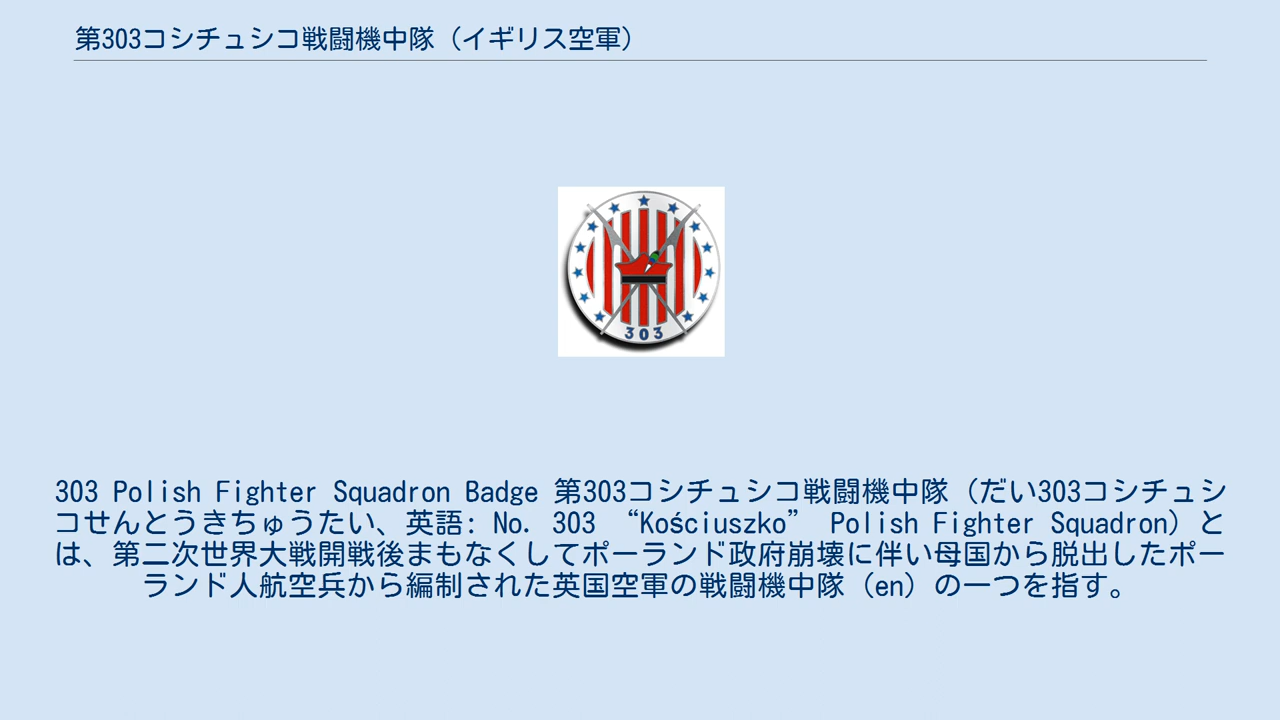 第303コシチュシコ戦闘機中隊（イギリス空軍）
303
303 Polish Fighter Squadron Badge 第303コシチュシコ戦闘機中隊（だい303コシチュシ
コせんとうきちゅうたい、英語: No. 303 “Kościuszko” Polish Fighter Squadron）と
は、第二次世界大戦開戦後まもなくしてポーランド政府崩壊に伴い母国から脱出したポー
ランド人航空兵から編制された英国空軍の戦闘機中隊（en）の一つを指す。